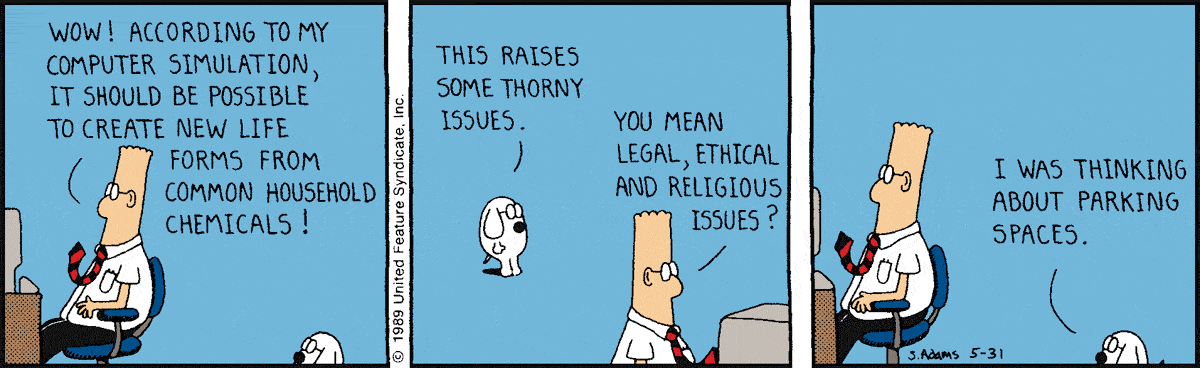 WOW! ACCORDING TO MY
COMPUTER SIMULATION,
IT SHOULD BE POSSIBLE
TO CREATE NEW LIFE
FORMS FROM
COMMON HOUSEHOLD
CHEMICALS!
© 1989 United Feature Syndicate, Inc.
THIS RAISES
SOME THORNY
ISSUES.
YOU MEAN
LEGAL, ETHICAL
AND RELIGIOUS
ISSUES?
I WAS THINKING
ABOUT PARKING
SPACES.
S.ADAMS 5-31